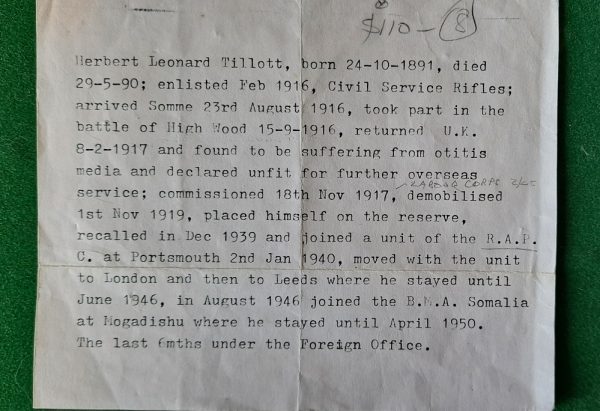 $110 - 8
Herbert Leonard Tillott, born 24-10-1891, died
29-5-90; enlisted Feb 1916, Civil Service Rifles;
arrived Somme 23rd August 1916, took part in the
battle of High Wood 15-9-1916, returned U.K.
8-2-1917 and found to be suffering from otitis
media and declared unfit for further overseas
LABOUR CORPS
service; commissioned 18th Nov 1917, demobilised
1st Nov 1919, placed himself on the reserve,
recalled in Dec 1939 and joined a unit of the R.A.P.
C. at Portsmouth 2nd Jan 1940, moved with the unit
to London and then to Leeds where he stayed until
June 1946, in August 1946 joined the B.M.A. Somalia
at Mogadishu where he stayed until April 1950.
The last 6mths under the Foreign Office.